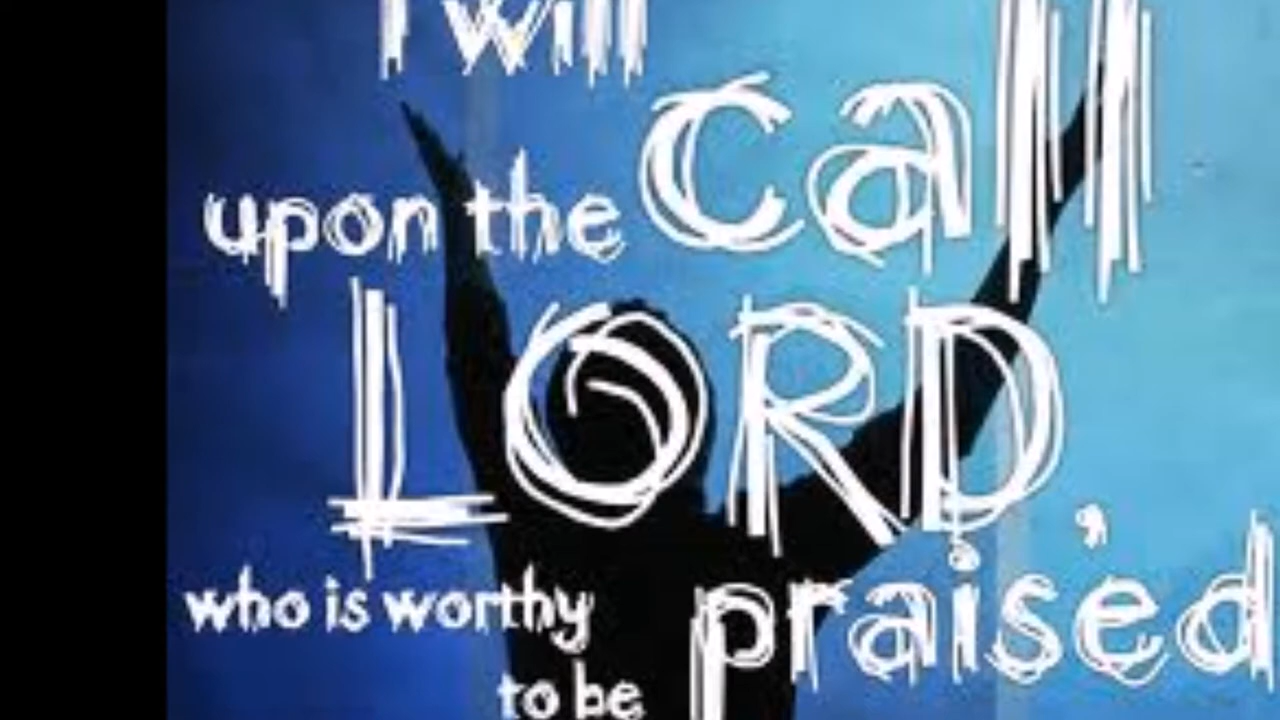 I will
call
upon the
LORD,
who is worthy
to be
praised